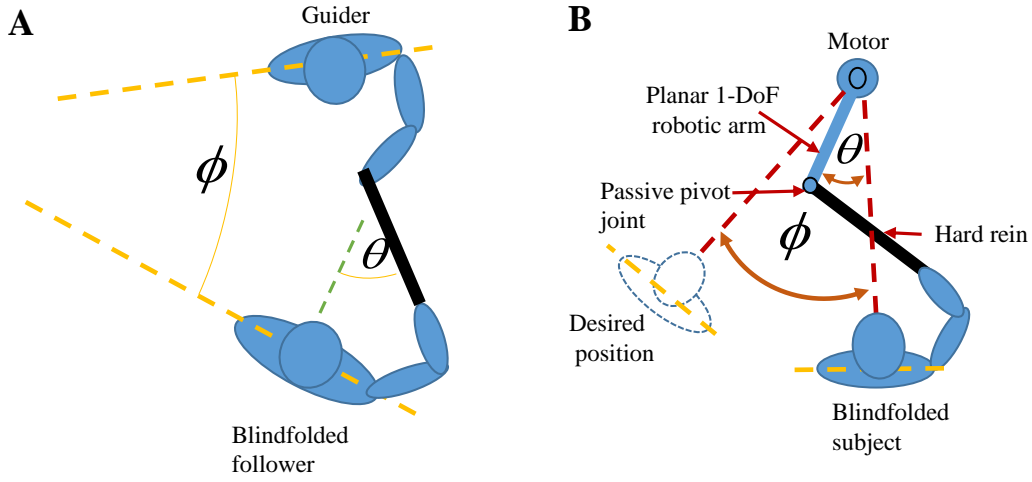 A
Guider
ϕ
θ
Blindfolded
follower
B
Motor
Planar 1-DoF
robotic arm
θ
Passive pivot
joint
ϕ
Hard rein
Desired
position
Blindfolded
subject